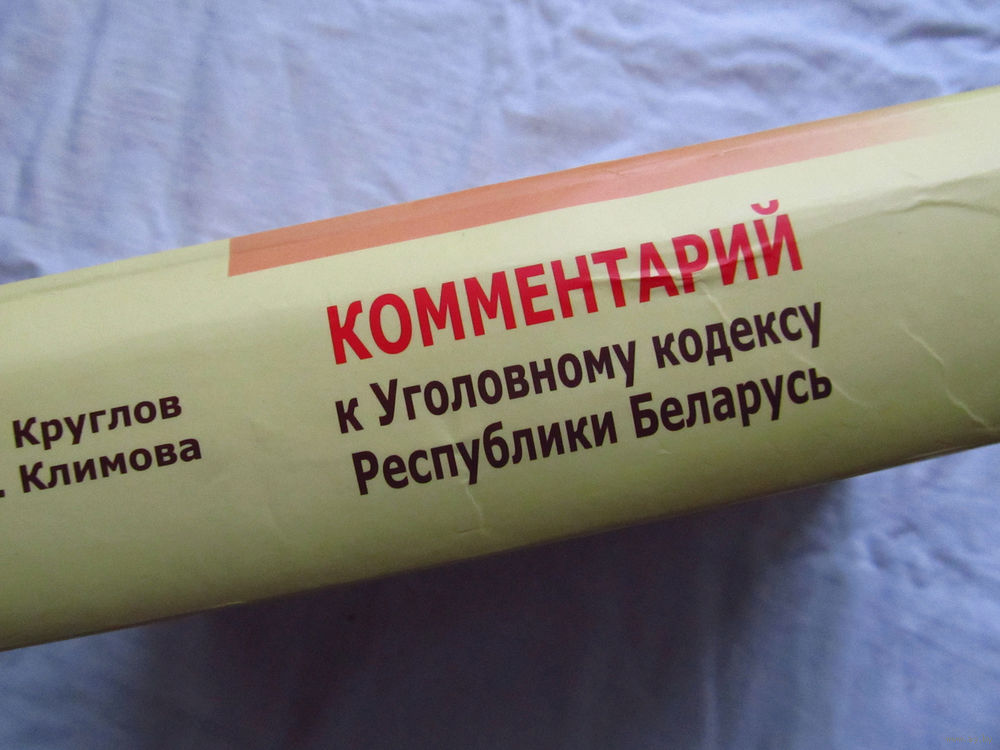 Круглов
. Климова
КОММЕНТАРИЙ
к Уголовному кодексу
Республики Беларусь